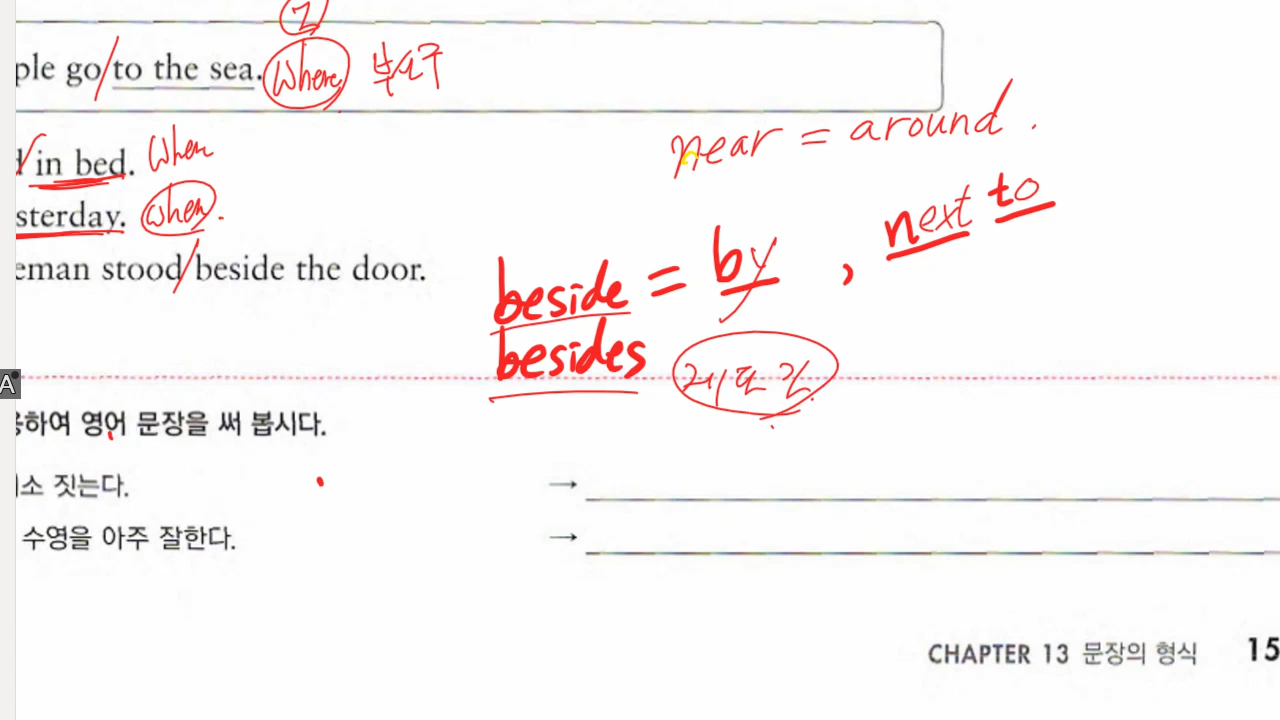 2
ple go/to the sea. Where 부사구
in bed. When
sterday. when.
eman stood/beside the door.
near = around.
beside = by, next to
besides 게다가
용하여 영어 문장을 써 봅시다.
소 짓는다. →
수영을 아주 잘한다. →
A
CHAPTER 13 문장의 형식 15